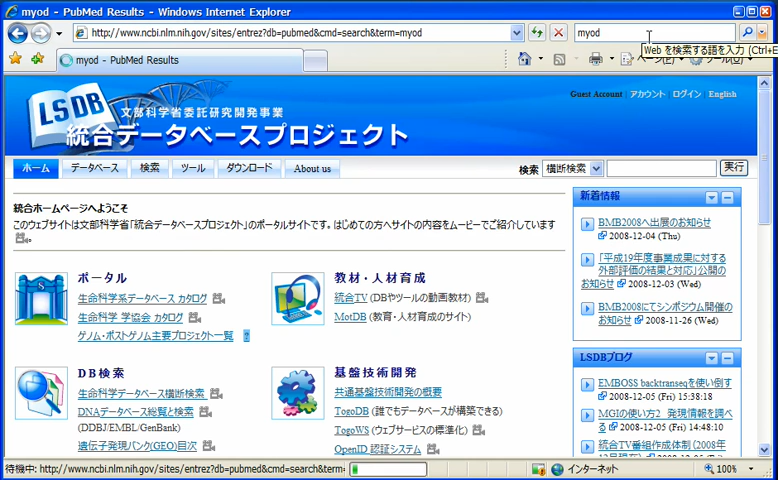 myod - PubMed Results - Windows Internet Explorer
http://www.ncbi.nlm.nih.gov/sites/entrez?db=pubmed&cmd=search&term=myod
myod
Web を検索する語を入力 (Ctrl+E
myod - PubMed Results
LSDB
文部科学省委託研究開発事業
統合データベースプロジェクト
Guest Account | アカウント | ログイン | English
ホーム データベース 検索 ツール ダウンロード About us
検索 横断検索 実行
統合ホームページへようこそ
このウェブサイトは文部科学省「統合データベースプロジェクト」のポータルサイトです。はじめての方へサイトの内容をムービーでご紹介しています
。
ポータル
生命科学系データベース カタログ
生命科学 学協会 カタログ
ゲノム・ポストゲノム主要プロジェクト一覧
教材・人材育成
統合TV (DBやツールの動画教材)
MotDB (教育・人材育成のサイト)
DB検索
生命科学データベース横断検索
DNAデータベース総覧と検索
(DDBJ/EMBL/GenBank)
遺伝子発現バンク(GEO)目次
基盤技術開発
共通基盤技術開発の概要
TogoDB (誰でもデータベースが構築できる)
TogoWS (ウェブサービスの標準化)
OpenID 認証システム
新着情報
BMB2008へ出展のお知らせ
2008-12-04 (Thu)
「平成19年度事業成果に対する
外部評価の結果と対応」公開の
お知らせ 2008-12-03 (Wed)
BMB2008にてシンポジウム開催の
お知らせ 2008-11-26 (Wed)
LSDBブログ
EMBOSS backtranseqを使い倒す
2008-12-05 (Fri) 15:38:18
MGIの使い方2 発現情報を調べ
る 2008-12-05 (Fri) 14:48:10
統合TV番組作成体制 (2008年
待機中: http://www.ncbi.nlm.nih.gov/sites/entrez?db=pubmed&cmd=search&term=
インターネット
100%